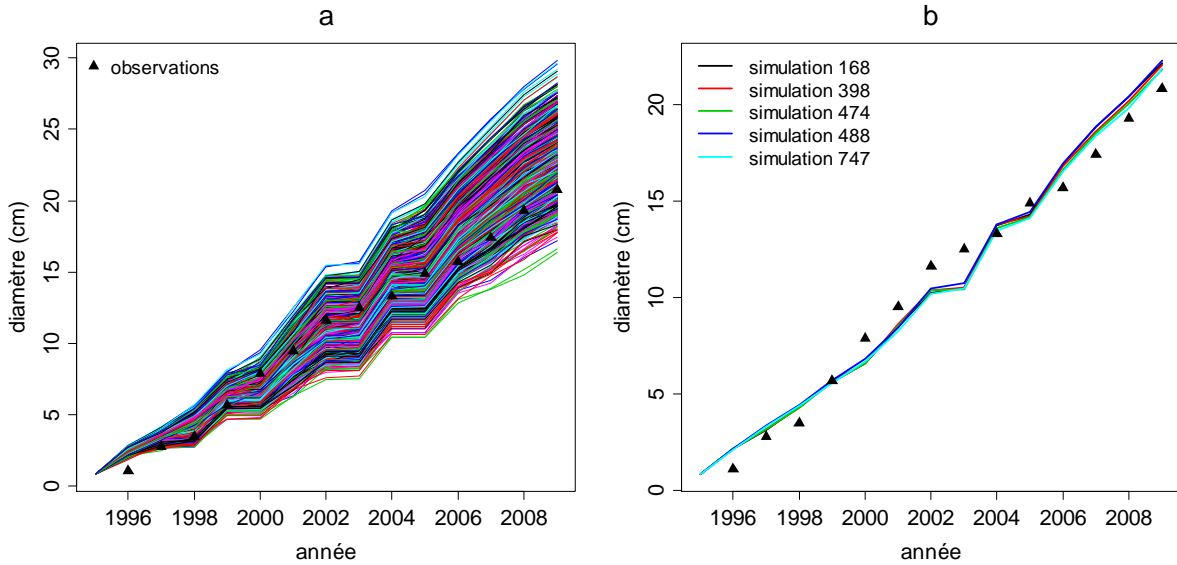 a
observations
diamètre (cm)
30
25
20
15
10
5
0
1996 1998 2000 2002 2004 2006 2008
année
b
simulation 168
simulation 398
simulation 474
simulation 488
simulation 747
diamètre (cm)
20
15
10
5
0
1996 1998 2000 2002 2004 2006 2008
année